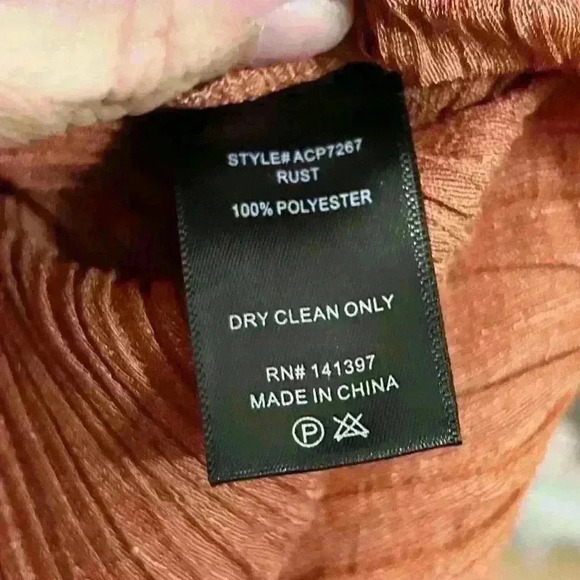 STYLE# ACP7267
RUST
100% POLYESTER
DRY CLEAN ONLY
RN# 141397
MADE IN CHINA
P